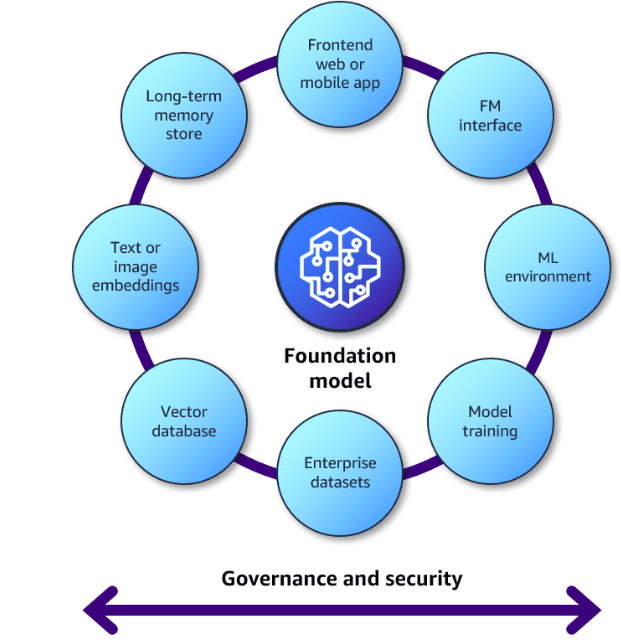 Frontend
web or
mobile app
FM
interface
ML
environment
Model
training
Enterprise
datasets
Vector
database
Text or
image
embeddings
Long-term
memory
store
Foundation
model
Governance and security